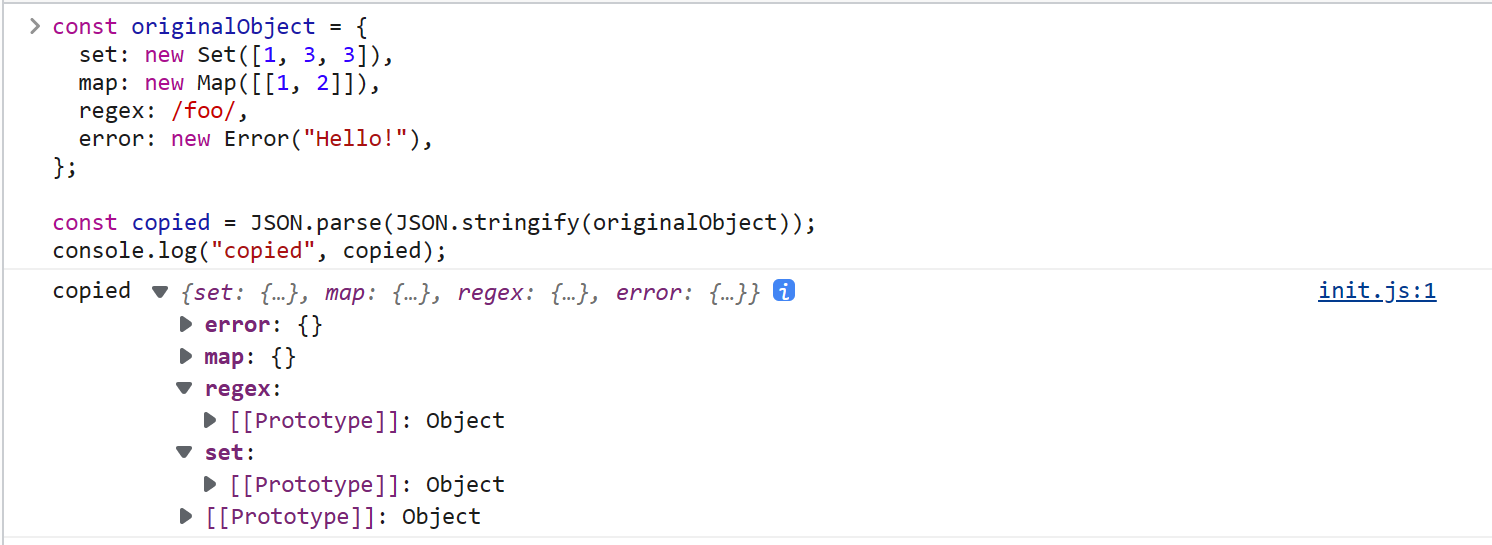 const originalObject = {
  set: new Set([1, 3, 3]),
  map: new Map([[1, 2]]),
  regex: /foo/,
  error: new Error("Hello!"),
};

const copied = JSON.parse(JSON.stringify(originalObject));
console.log("copied", copied);
copied {set: {…}, map: {…}, regex: {…}, error: {…}} i init.js:1
error: {}
map: {}
regex:
[[Prototype]]: Object
set:
[[Prototype]]: Object
[[Prototype]]: Object